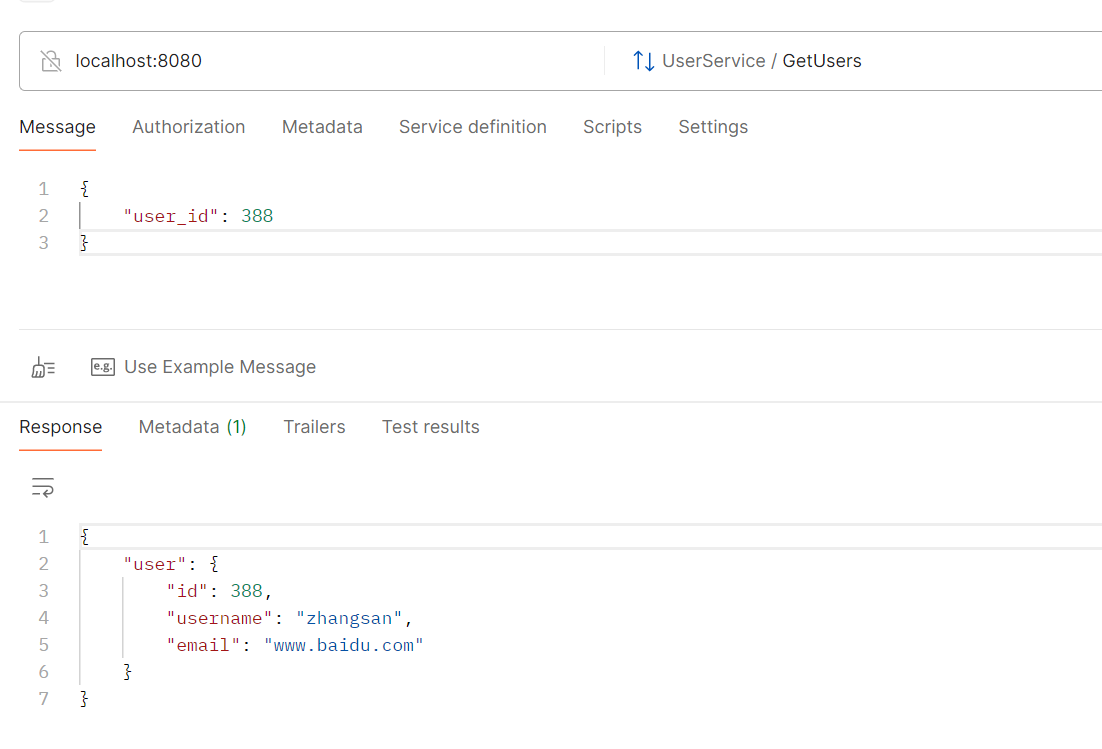 localhost:8080 UserService / GetUsers
Message Authorization Metadata Service definition Scripts Settings
1 {
2 "user_id": 388
3 }
e.g. Use Example Message
Response Metadata (1) Trailers Test results
1 {
2 "user": {
3 "id": 388,
4 "username": "zhangsan",
5 "email": "www.baidu.com"
6 }
7 }